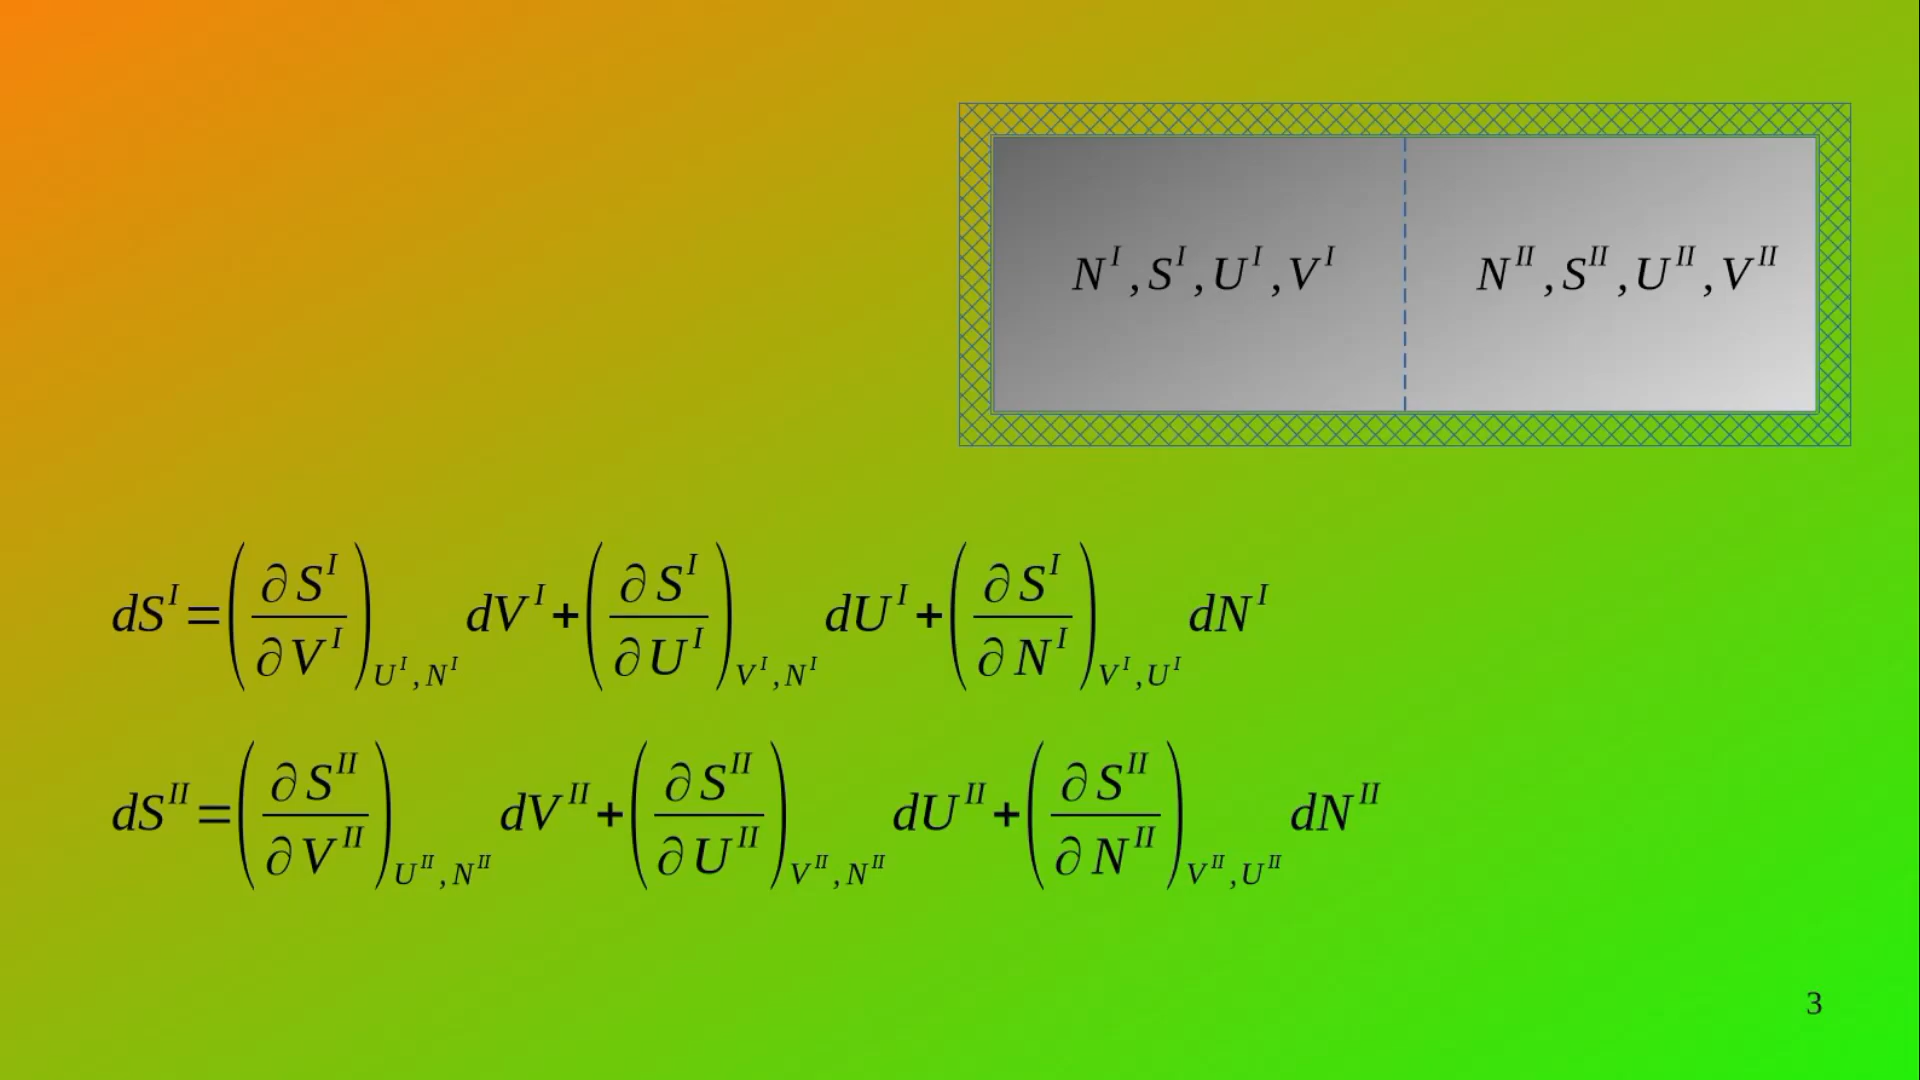 N^I, S^I, U^I, V^I    N^II, S^II, U^II, V^II
dS^I = (∂S^I/∂V^I)_{U^I, N^I} dV^I + (∂S^I/∂U^I)_{V^I, N^I} dU^I + (∂S^I/∂N^I)_{V^I, U^I} dN^I
dS^II = (∂S^II/∂V^II)_{U^II, N^II} dV^II + (∂S^II/∂U^II)_{V^II, N^II} dU^II + (∂S^II/∂N^II)_{V^II, U^II} dN^II
3